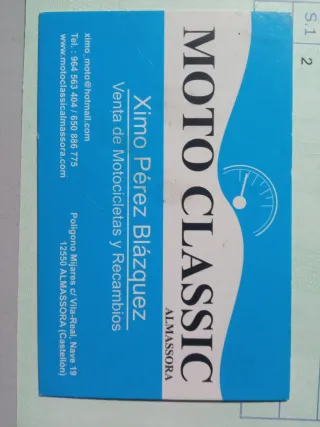 MOTO CLASSIC
ALMASSORA
Ximo Pérez Blázquez
Venta de Motocicletas y Recambios
ximo_moto@hotmail.com
Tel.: 964 563 404 / 650 886 775
www.motoclassicalmassora.com
Polígono Mijares c/ Vila-Real, Nave 19
12550 ALMASSORA (Castellón)
S.1
2